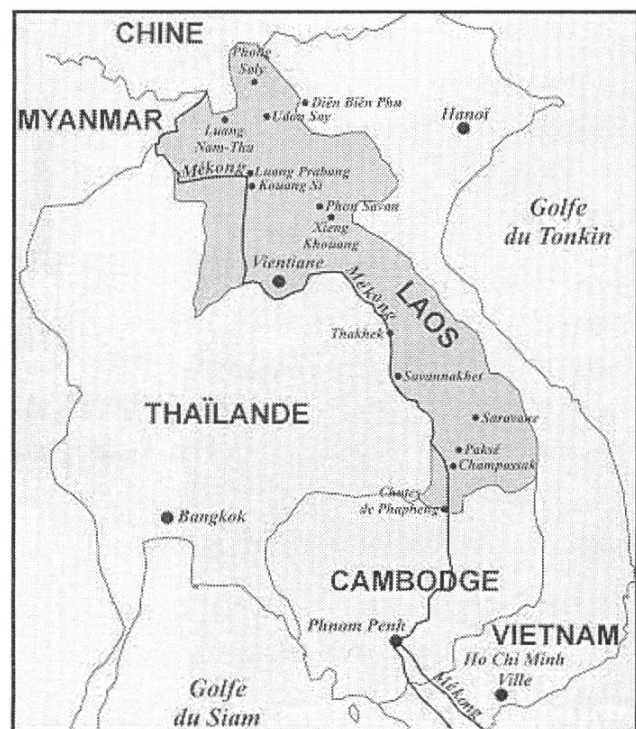 CHINE
Phong
Saly
Diên Biên Phu
MYANMAR
Udon Say
Hanoï
Luang
Nam-Tha
Mékong
Luang Prabang
Kouang Si
Phon Savan
Xieng
Khouang
Golfe
du Tonkin
Vientiane
Mékong
LAOS
Thakhek
Savannakhet
THAÏLANDE
Saravane
Paksé
Champassak
Chutes
de Phapheng
Bangkok
CAMBODGE
Phnom Penh
VIETNAM
Ho Chi Minh
Ville
Mékong
Golfe
du Siam